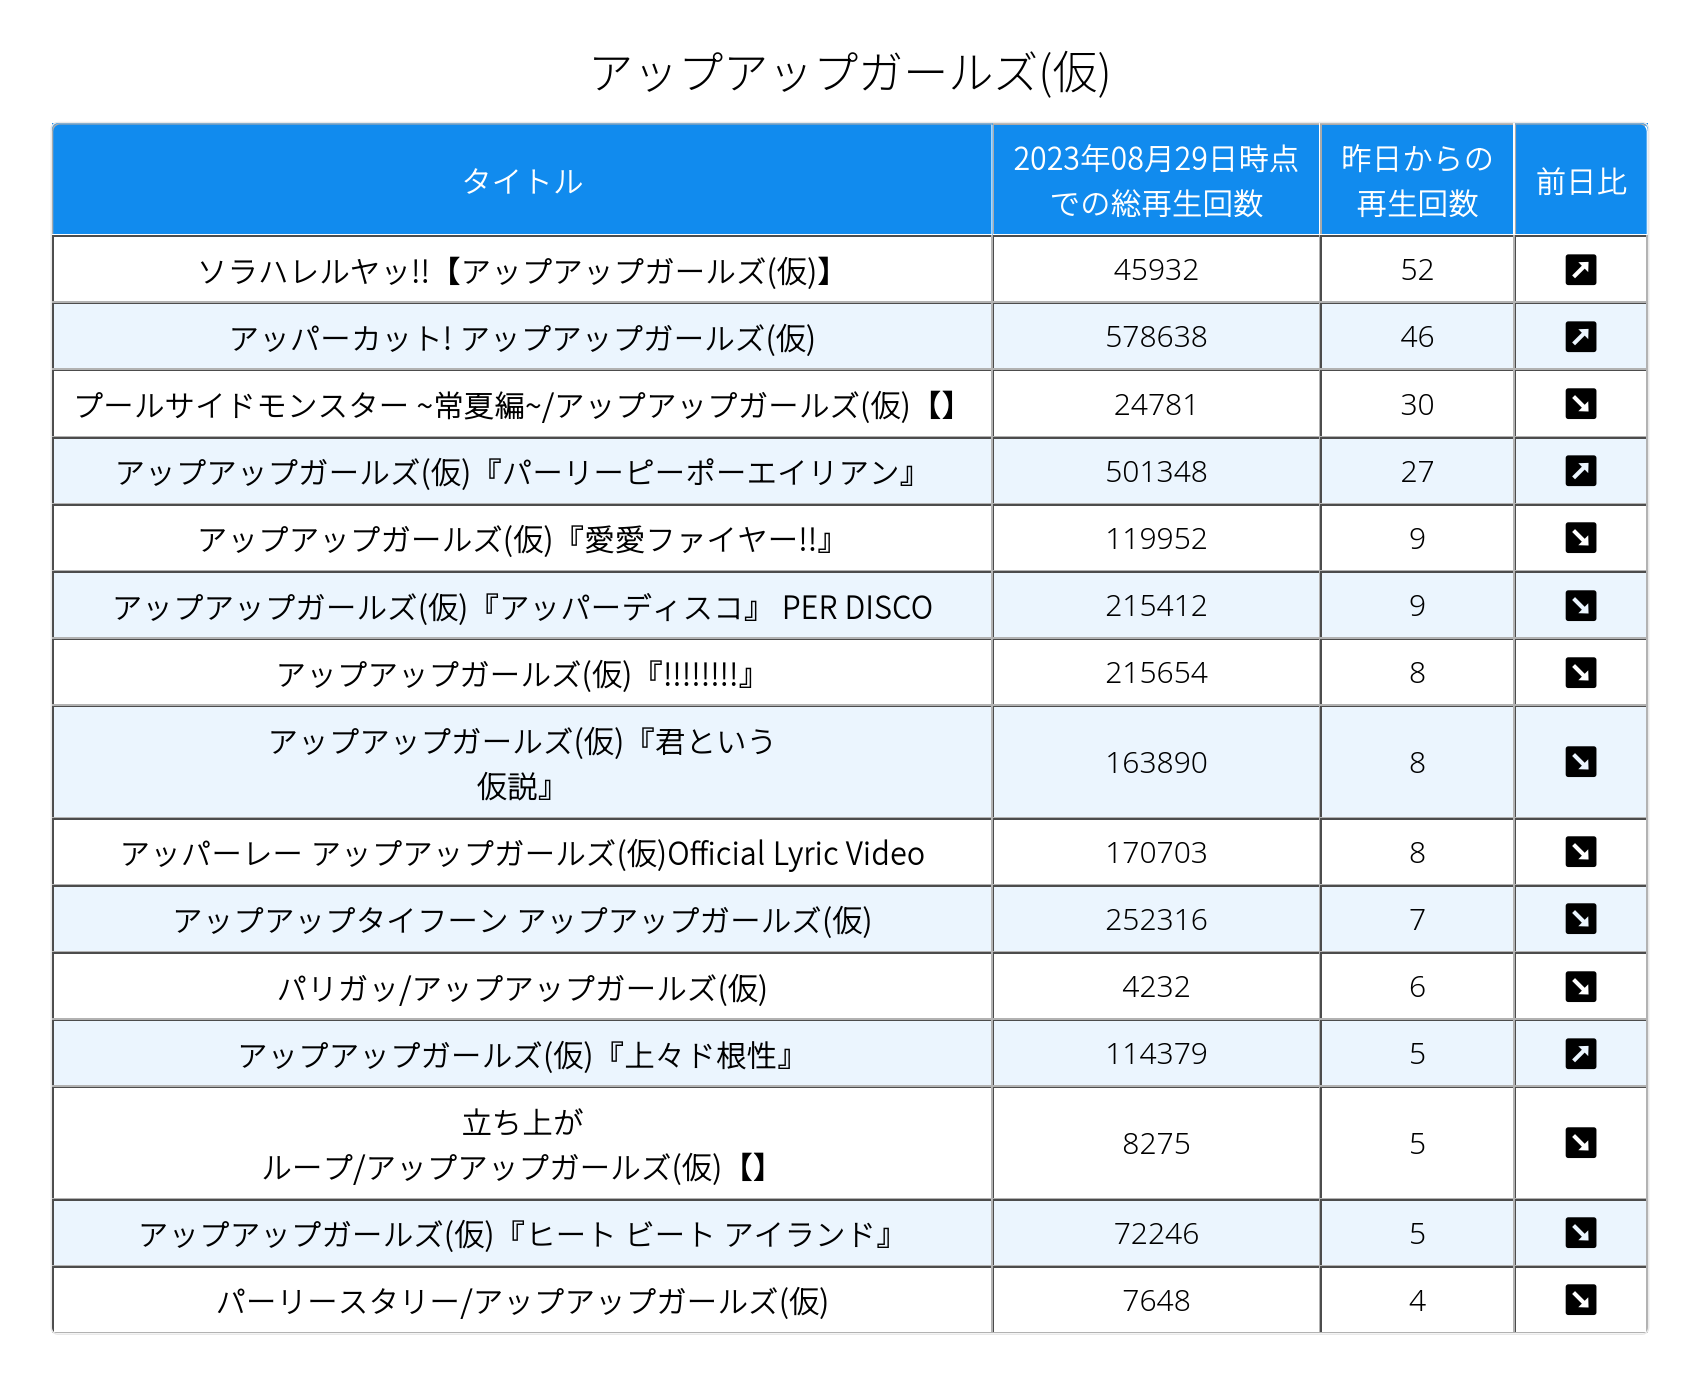 アップアップガールズ(仮)
タイトル
2023年08月29日時点
での総再生回数
昨日からの
再生回数
前日比
ソラハレルヤッ!!【アップアップガールズ(仮)】 45932 52
アッパーカット! アップアップガールズ(仮) 578638 46
プールサイドモンスター ~常夏編~/アップアップガールズ(仮)【】 24781 30
アップアップガールズ(仮)『パーリーピーポーエイリアン』 501348 27
アップアップガールズ(仮)『愛愛ファイヤー!!』 119952 9
アップアップガールズ(仮)『アッパーディスコ』 PER DISCO 215412 9
アップアップガールズ(仮)『!!!!!!!!』 215654 8
アップアップガールズ(仮)『君という
仮説』 163890 8
アッパーレー アップアップガールズ(仮)Official Lyric Video 170703 8
アップアップタイフーン アップアップガールズ(仮) 252316 7
パリガッ/アップアップガールズ(仮) 4232 6
アップアップガールズ(仮)『上々ド根性』 114379 5
立ち上が
ループ/アップアップガールズ(仮)【】 8275 5
アップアップガールズ(仮)『ヒート ビート アイランド』 72246 5
パーリースタリー/アップアップガールズ(仮) 7648 4